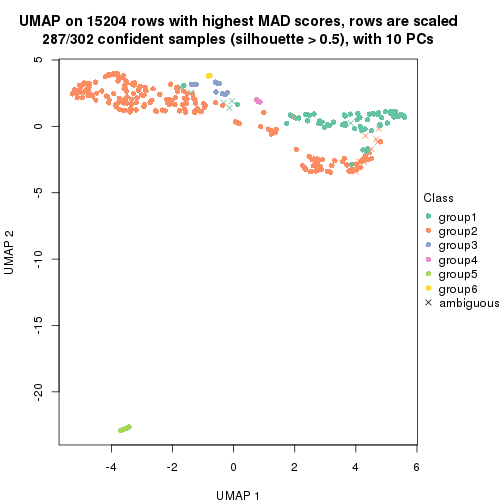 UMAP on 15204 rows with highest MAD scores, rows are scaled
287/302 confident samples (silhouette > 0.5), with 10 PCs
5
0
-5
-10
-15
-20
UMAP 2
-4
-2
0
2
4
6
UMAP 1
Class
group1
group2
group3
group4
group5
group6
ambiguous